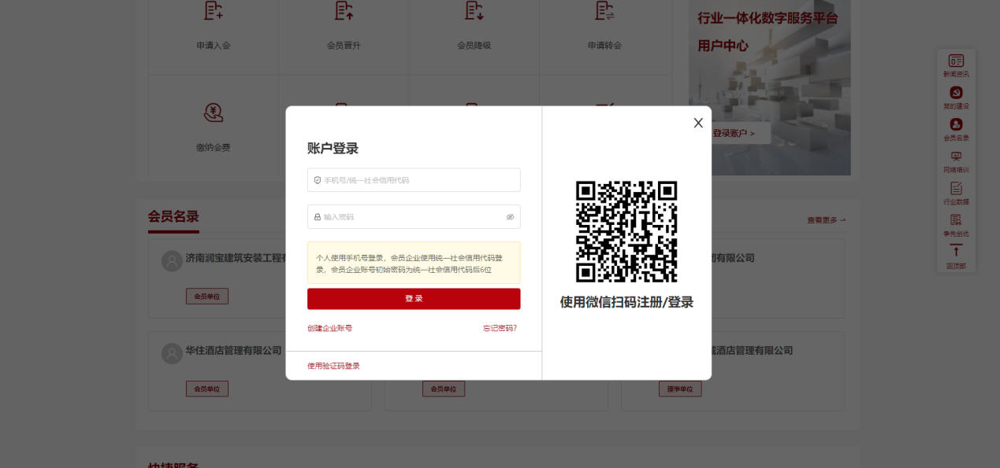 申请入会
会员晋升
会员降级
申请转会
行业一体化数字服务平台
用户中心
登录账户 >
缴纳会费
新闻资讯
党的建设
会员名录
网络培训
行业数据
争先创优
回顶部
账户登录
手机号/统一社会信用代码
输入密码
个人使用手机号登录，会员企业使用统一社会信用代码登
录，会员企业账号初始密码为统一社会信用代码后6位
登 录
创建企业账号
忘记密码?
使用验证码登录
X
使用微信扫码注册/登录
会员名录
查看更多 →
济南润宝建筑安装工程
有限公司
会员单位
华住酒店管理有限公司
酒店管理有限公司
会员单位
会员单位
理事单位
快捷服务